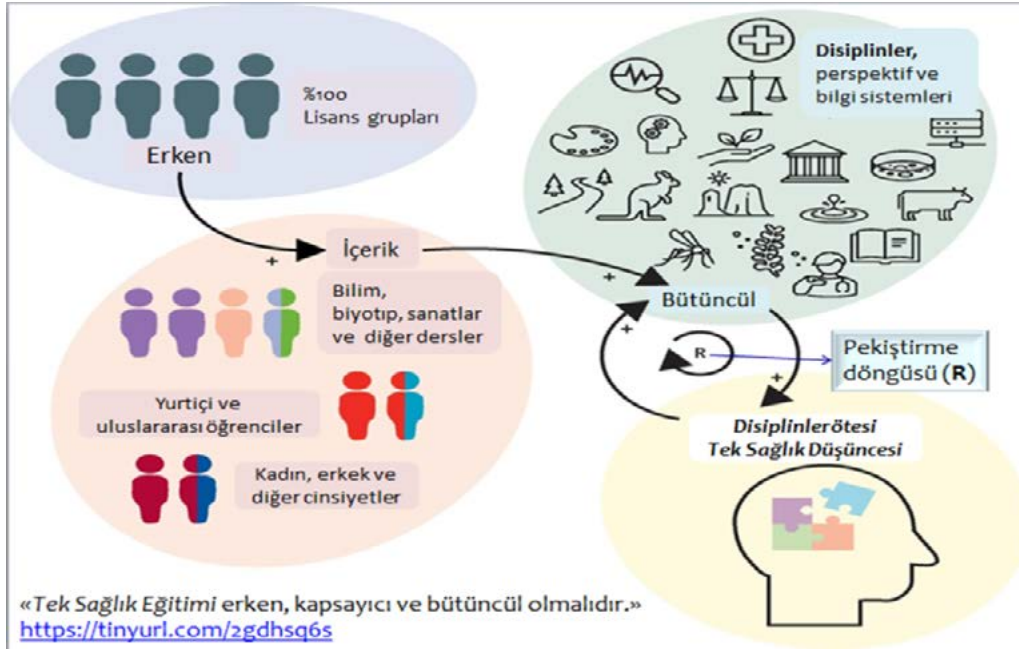 %100
Lisans grupları
Erken
Disiplinler,
perspektif ve
bilgi sistemleri
+
İçerik
Bilim,
biyotıp, sanatlar
ve diğer dersler
Yurtiçi ve
uluslararası öğrenciler
Kadın, erkek ve
diğer cinsiyetler
+
Bütüncül
+
R
+
Pekiştirme
döngüsü (R)
Disiplinlerötesi
Tek Sağlık Düşüncesi
«Tek Sağlık Eğitimi erken, kapsayıcı ve bütüncül olmalıdır.»
https://tinyurl.com/2gdhsq6s